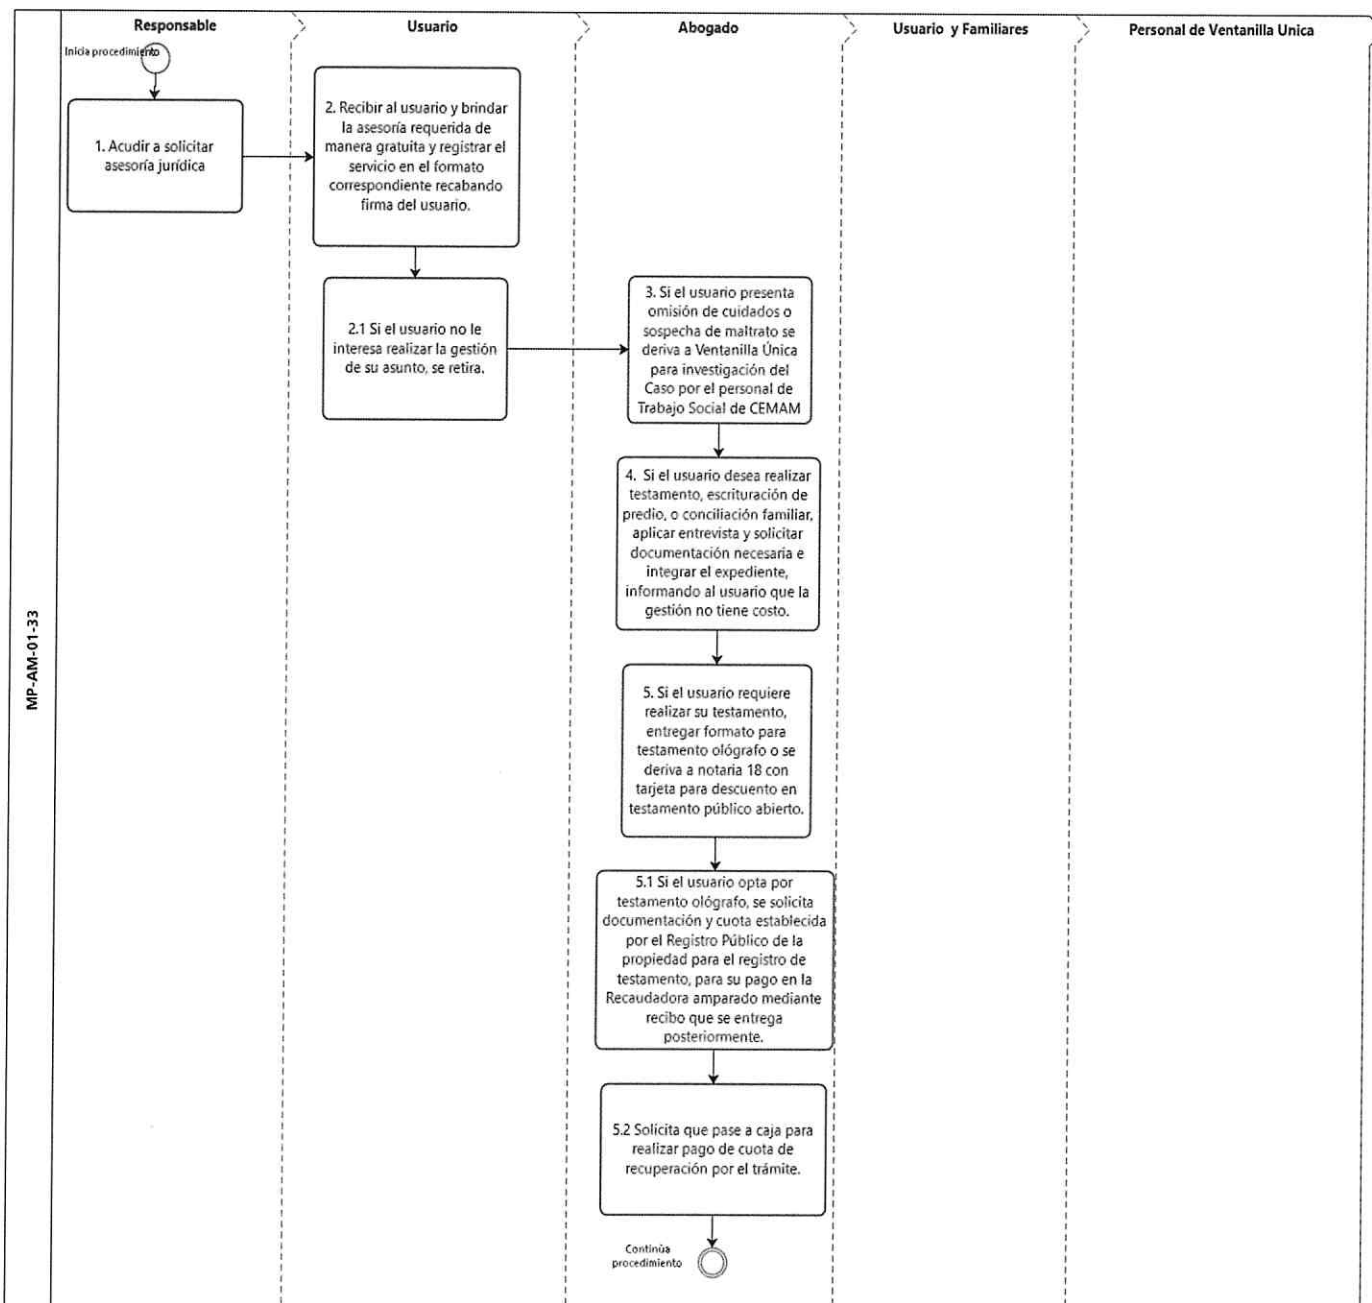 Responsable
Usuario
Abogado
Usuario y Familiares
Personal de Ventanilla Unica
MP-AM-01-33
Inicia procedimiento
1. Acudir a solicitar
asesoría jurídica
2. Recibir al usuario y brindar
la asesoría requerida de
manera gratuita y registrar el
servicio en el formato
correspondiente recabando
firma del usuario.
2.1 Si el usuario no le
interesa realizar la gestión
de su asunto, se retira.
3. Si el usuario presenta
omisión de cuidados o
sospecha de maltrato se
deriva a Ventanilla Única
para investigación del
Caso por el personal de
Trabajo Social de CEMAM
4. Si el usuario desea realizar
testamento, escrituración de
predio, o conciliación familiar,
aplicar entrevista y solicitar
documentación necesaria e
integrar el expediente,
informando al usuario que la
gestión no tiene costo.
5. Si el usuario requiere
realizar su testamento,
entregar formato para
testamento ológrafo o se
deriva a notaria 18 con
tarjeta para descuento en
testamento público abierto.
5.1 Si el usuario opta por
testamento ológrafo, se solicita
documentación y cuota establecida
por el Registro Público de la
propiedad para el registro de
testamento, para su pago en la
Recaudadora amparado mediante
recibo que se entrega
posteriormente.
5.2 Solicita que pase a caja para
realizar pago de cuota de
recuperación por el trámite.
Continúa
procedimiento